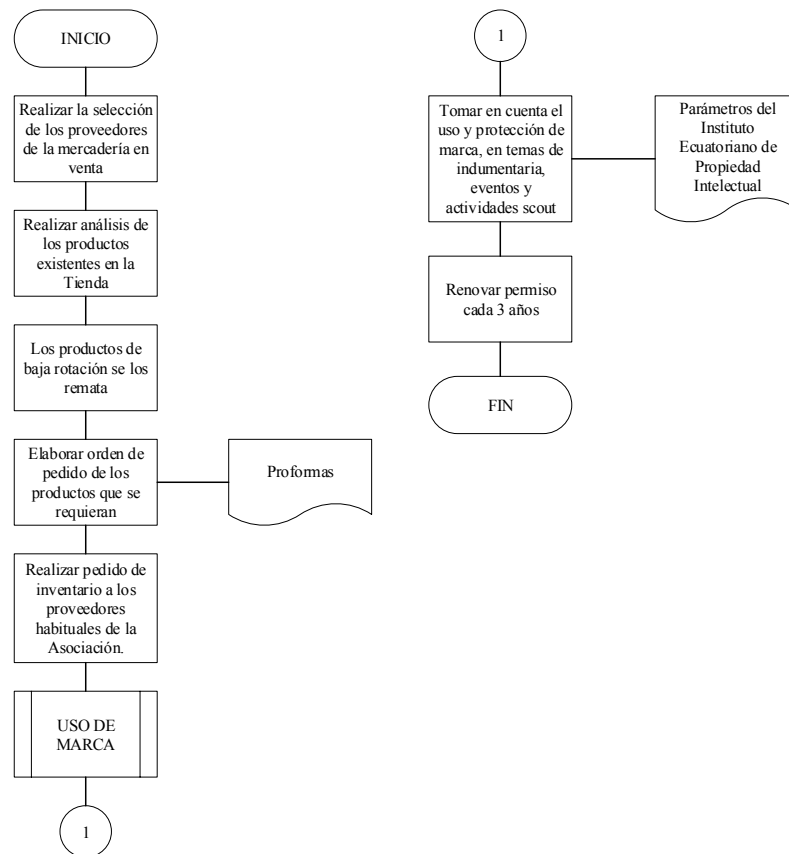 INICIO
Realizar la selección
de los proveedores
de la mercadería en
venta
Realizar análisis de
los productos
existentes en la
Tienda
Los productos de
baja rotación se los
remata
Elaborar orden de
pedido de los
productos que se
requieran
Proformas
Realizar pedido de
inventario a los
proveedores
habituales de la
Asociación.
USO DE
MARCA
1
1
Tomar en cuenta el
uso y protección de
marca, en temas de
indumentaria,
eventos y
actividades scout
Parámetros del
Instituto
Ecuatoriano de
Propiedad
Intelectual
Renovar permiso
cada 3 años
FIN